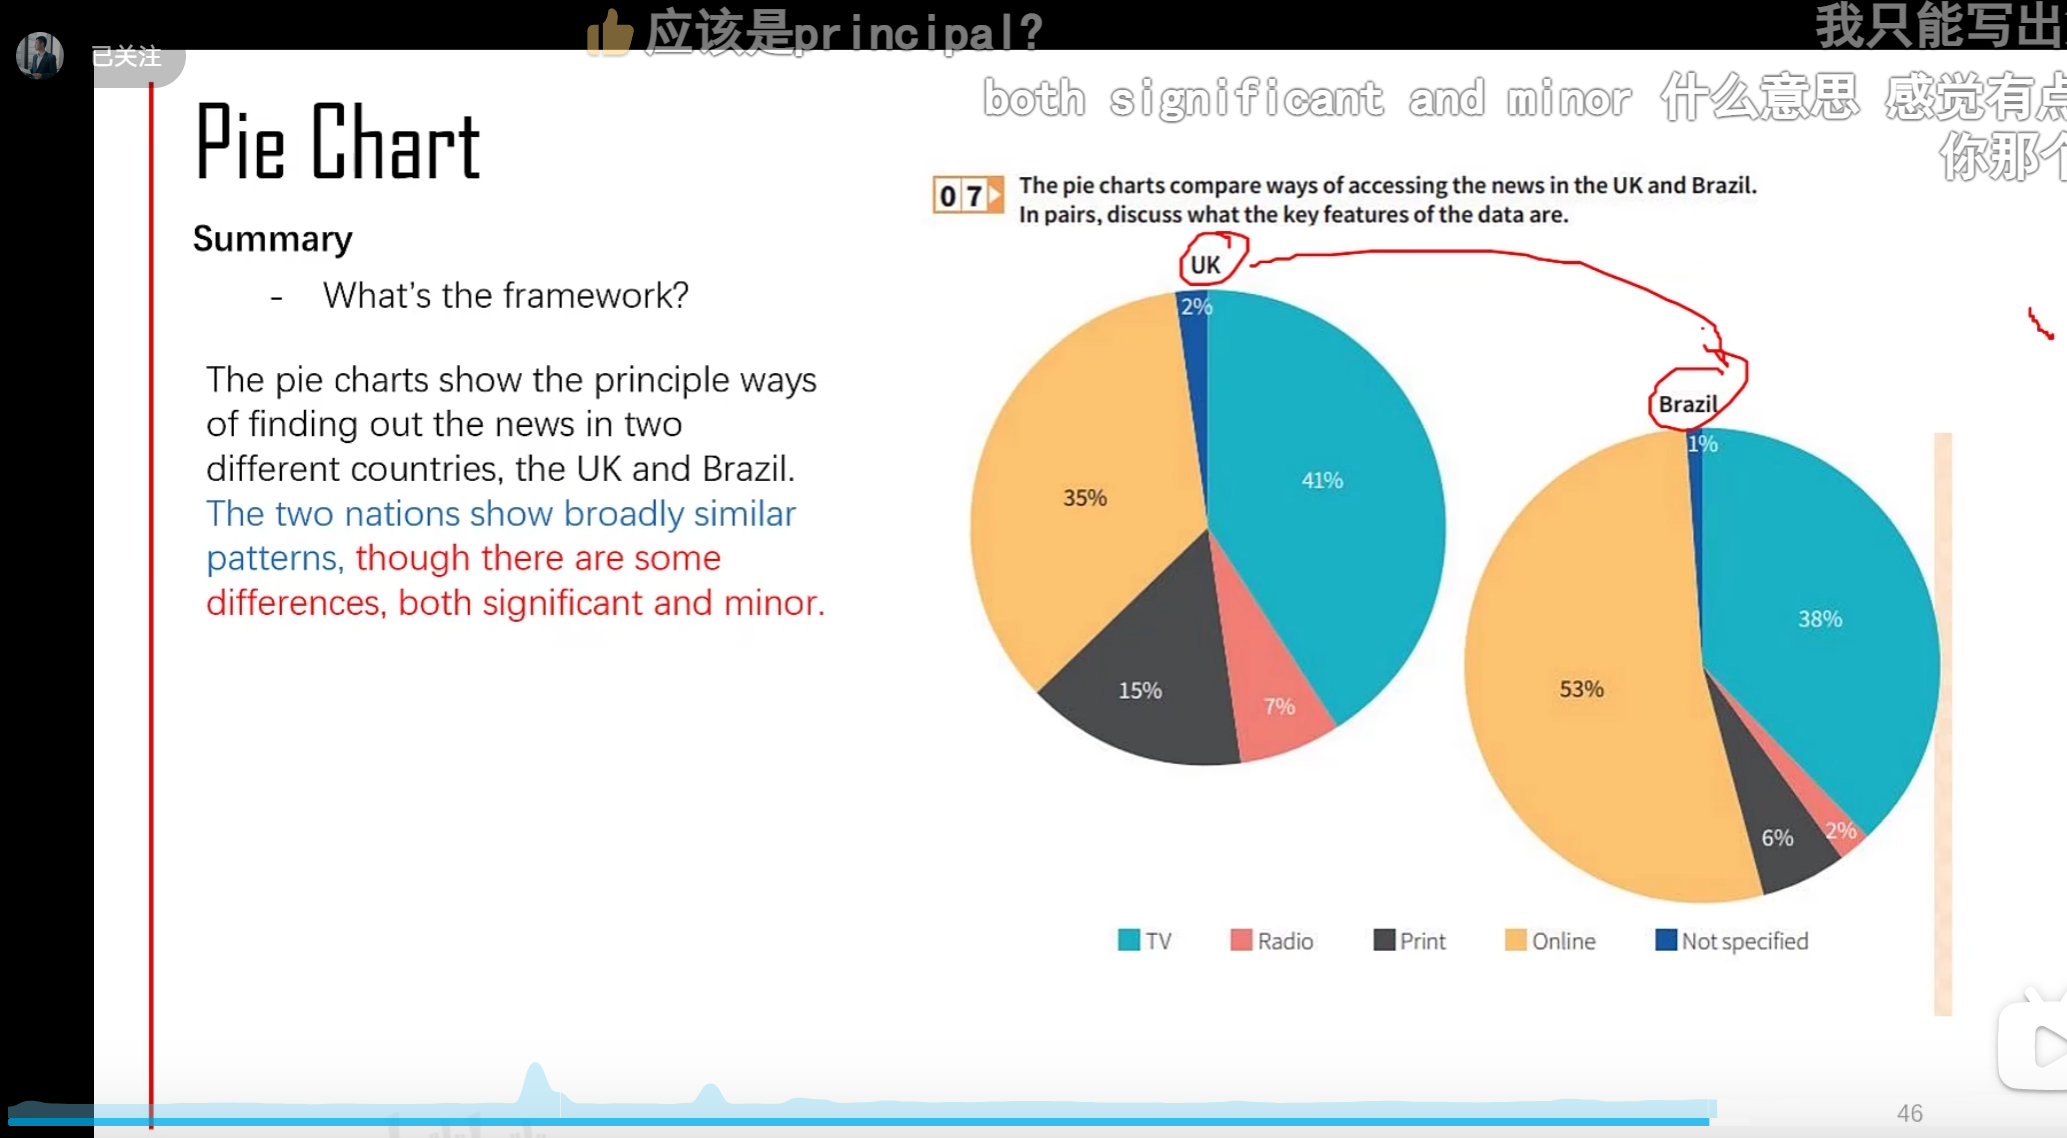 应该是principal?
我只能写出
已关注
both significant and minor 什么意思 感觉有点
你那个
Pie Chart
Summary
- What's the framework?
The pie charts show the principle ways
of finding out the news in two
different countries, the UK and Brazil.
The two nations show broadly similar
patterns, though there are some
differences, both significant and minor.
07
The pie charts compare ways of accessing the news in the UK and Brazil.
In pairs, discuss what the key features of the data are.
UK
2%
41%
35%
15%
7%
Brazil
1%
38%
53%
6%
2%
TV Radio Print Online Not specified
46